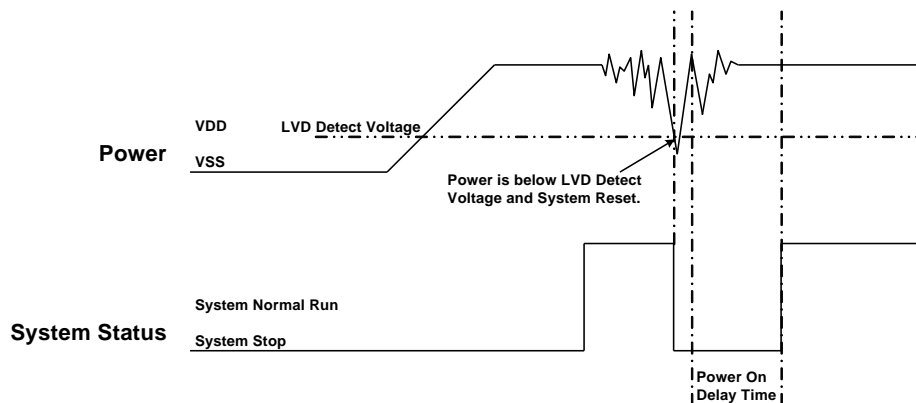 VDD
LVD Detect Voltage
Power
VSS
Power is below LVD Detect
Voltage and System Reset.
System Normal Run
System Status
System Stop
Power On
Delay Time